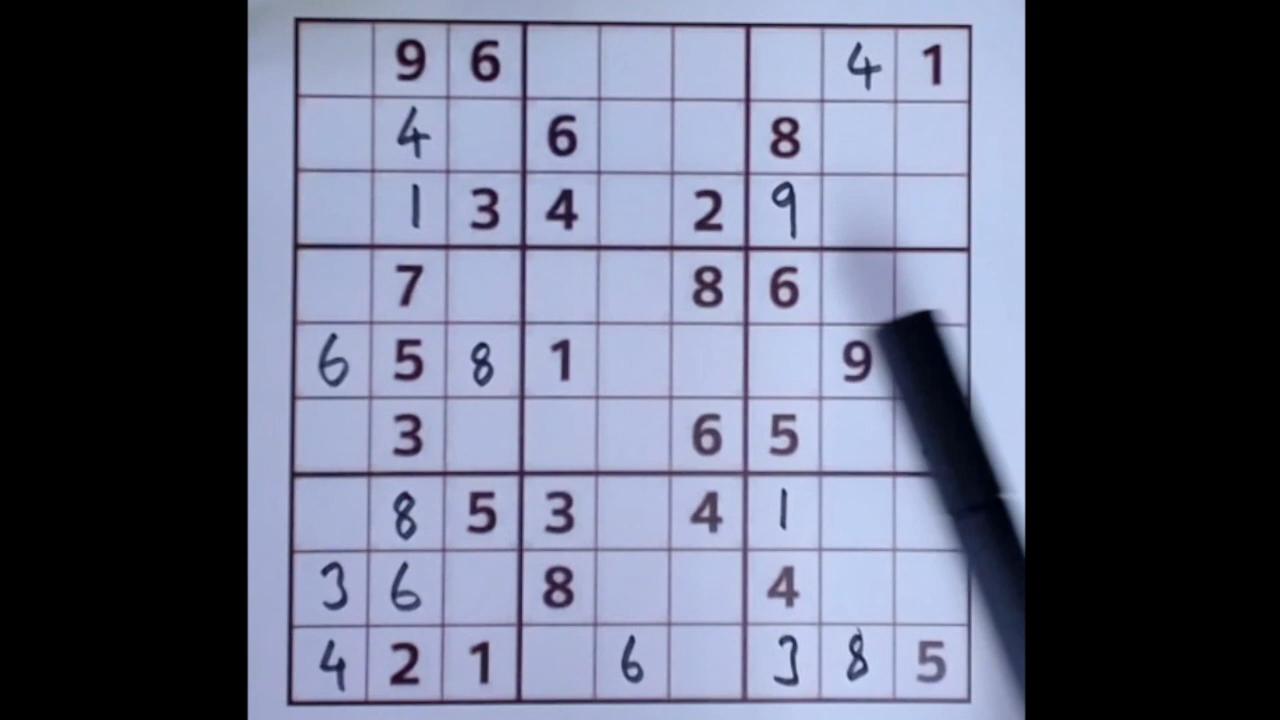 9 6 4 1
4 6 8
1 3 4 2 9
7 8 6
6 5 8 1 9
3 6 5
8 5 3 4 1
3 6 8 4
4 2 1 6 3 8 5